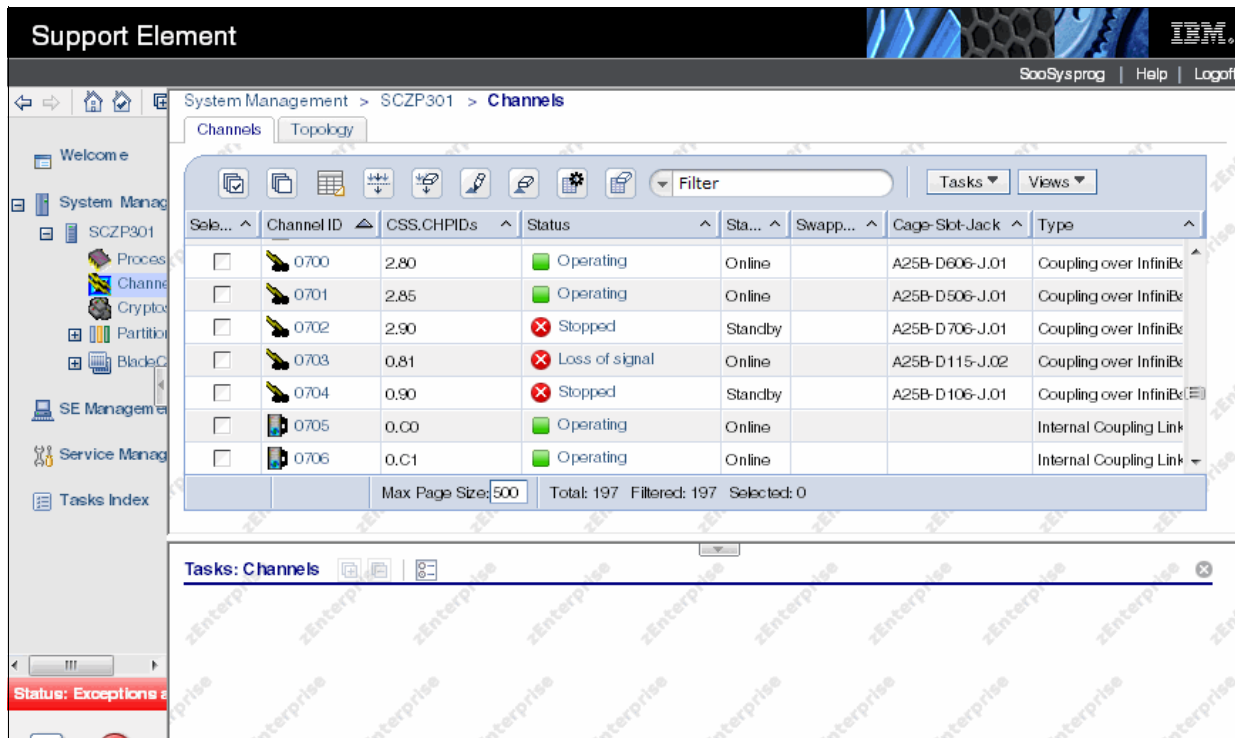 Support Element
IBM.
SooSysprog | Help | Logoff
System Management > SCZP301 > Channels
Channels Topology
Welcome
System Manag
SCZP301
Proces
Channe
Cryptos
Partition
BladeC
SE Manageme
Service Manag
Tasks Index
Filter
Tasks Views
Sele... Channel ID CSS.CHPIDs Status Sta... Swapp... Cage-Slot-Jack Type
0700 2.80 Operating Online A25B-D606-J.01 Coupling over InfiniBa
0701 2.85 Operating Online A25B-D506-J.01 Coupling over InfiniBa
0702 2.90 Stopped Standby A25B-D706-J.01 Coupling over InfiniBa
0703 0.81 Loss of signal Online A25B-D115-J.02 Coupling over InfiniBa
0704 0.90 Stopped Standby A25B-D106-J.01 Coupling over InfiniBa
0705 0.C0 Operating Online Internal Coupling Link
0706 0.C1 Operating Online Internal Coupling Link
Max Page Size: 500 Total: 197 Filtered: 197 Selected: 0
Tasks: Channels
zEnterprise
Status: Exceptions a